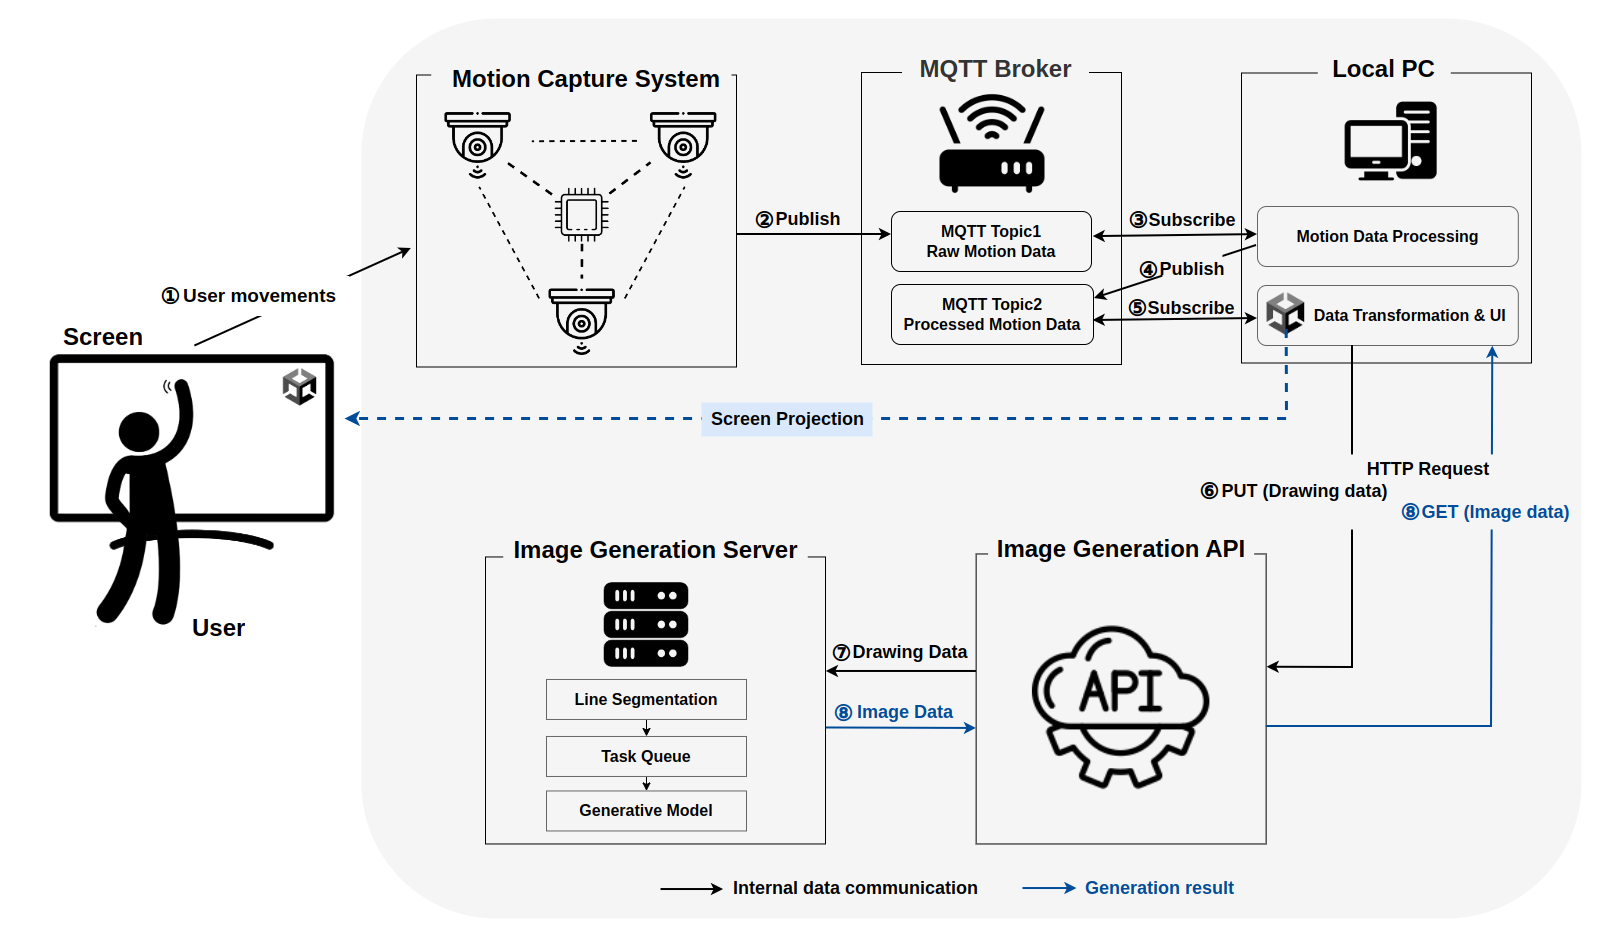 Motion Capture System
MQTT Broker
Local PC
②Publish
MQTT Topic1
Raw Motion Data
③Subscribe
Motion Data Processing
④Publish
MQTT Topic2
Processed Motion Data
⑤Subscribe
Data Transformation & UI
①User movements
Screen
User
Screen Projection
HTTP Request
⑥PUT (Drawing data)
⑧GET (Image data)
Image Generation Server
Line Segmentation
Task Queue
Generative Model
⑦Drawing Data
⑧ Image Data
Image Generation API
API
Internal data communication
Generation result